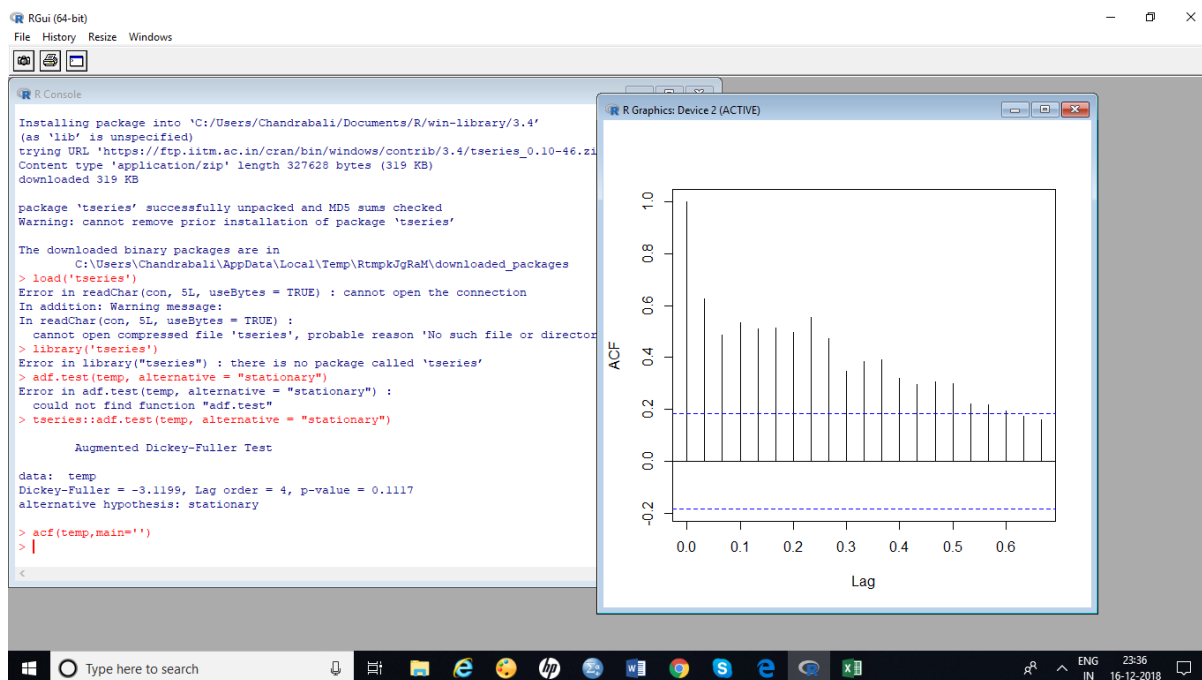 RGui (64-bit)
File History Resize Windows
R Console
Installing package into ‘C:/Users/Chandrabali/Documents/R/win-library/3.4’
(as ‘lib’ is unspecified)
trying URL 'https://ftp.iitm.ac.in/cran/bin/windows/contrib/3.4/tseries_0.10-46.zi
Content type 'application/zip' length 327628 bytes (319 KB)
downloaded 319 KB
package ‘tseries’ successfully unpacked and MD5 sums checked
Warning: cannot remove prior installation of package ‘tseries’
The downloaded binary packages are in
C:\Users\Chandrabali\AppData\Local\Temp\RtmpkJgRaM\downloaded_packages
> load('tseries')
Error in readChar(con, 5L, useBytes = TRUE) : cannot open the connection
In addition: Warning message:
In readChar(con, 5L, useBytes = TRUE) :
cannot open compressed file 'tseries', probable reason 'No such file or director
> library('tseries')
Error in library("tseries") : there is no package called ‘tseries’
> adf.test(temp, alternative = "stationary")
Error in adf.test(temp, alternative = "stationary") :
could not find function "adf.test"
> tseries::adf.test(temp, alternative = "stationary")
Augmented Dickey-Fuller Test
data: temp
Dickey-Fuller = -3.1199, Lag order = 4, p-value = 0.1117
alternative hypothesis: stationary
> acf(temp,main='')
>
R Graphics: Device 2 (ACTIVE)
1.0
0.8
0.6
0.4
0.2
0.0
-0.2
ACF
0.0 0.1 0.2 0.3 0.4 0.5 0.6
Lag
Type here to search
ENG
IN
23:36
16-12-2018